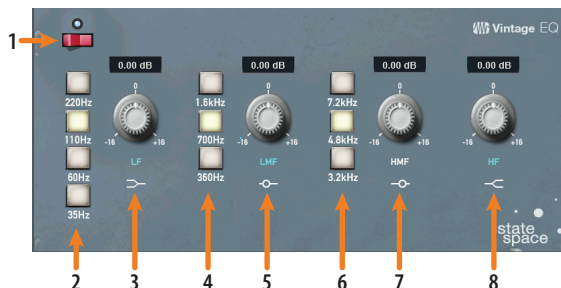 1
Vintage EQ
0.00 dB
0.00 dB
0.00 dB
0.00 dB
0
0
0
0
220Hz
1.6kHz
7.2kHz
-16
+16
-16
+16
-16
+16
-16
+16
110Hz
700Hz
4.8kHz
LF
LMF
HMF
HF
60Hz
360Hz
3.2kHz
35Hz
state
space
2
3
4
5
6
7
8